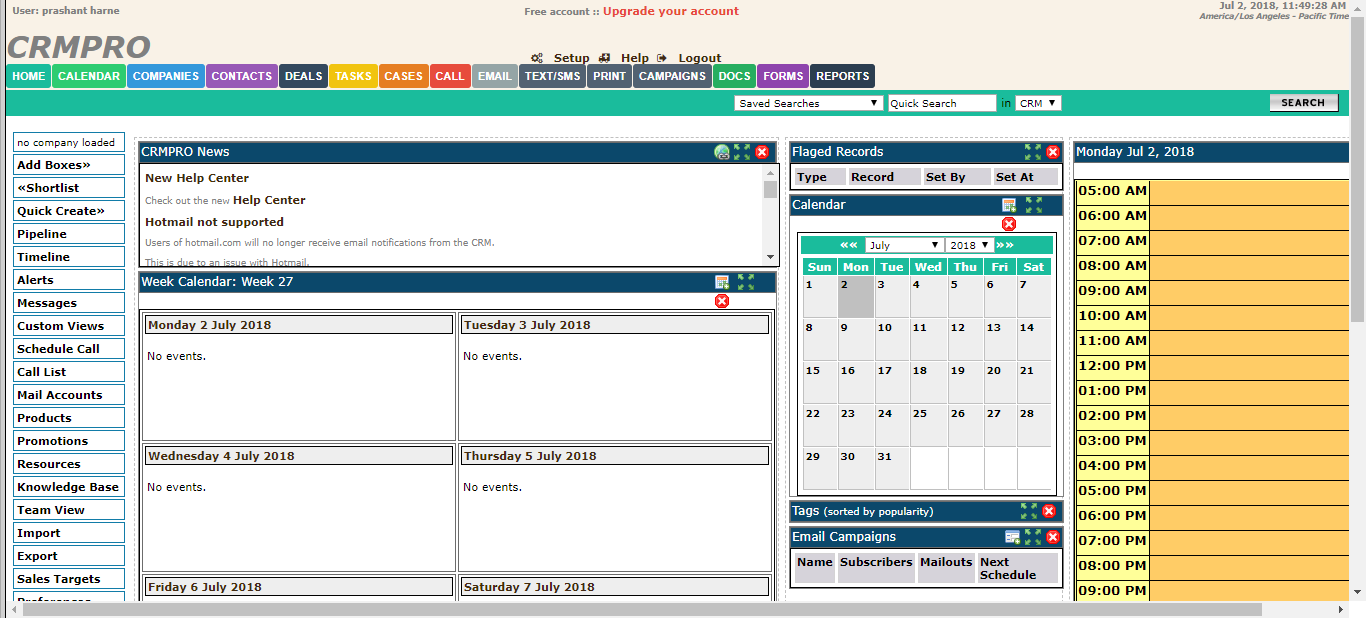 User: prashant harne
Free account :: Upgrade your account
Jul 2, 2018, 11:49:28 AM
America/Los Angeles - Pacific Time
CRMPRO
Setup Help Logout
HOME CALENDAR COMPANIES CONTACTS DEALS TASKS CASES CALL EMAIL TEXT/SMS PRINT CAMPAIGNS DOCS FORMS REPORTS
Saved Searches Quick Search in CRM SEARCH
no company loaded
Add Boxes»
«Shortlist
Quick Create»
Pipeline
Timeline
Alerts
Messages
Custom Views
Schedule Call
Call List
Mail Accounts
Products
Promotions
Resources
Knowledge Base
Team View
Import
Export
Sales Targets
Preferences
CRMPRO News
New Help Center
Check out the new Help Center
Hotmail not supported
Users of hotmail.com will no longer receive email notifications from the CRM.
This is due to an issue with Hotmail.
Week Calendar: Week 27
Monday 2 July 2018
No events.
Tuesday 3 July 2018
No events.
Wednesday 4 July 2018
No events.
Thursday 5 July 2018
No events.
Friday 6 July 2018
Saturday 7 July 2018
Flaged Records
Type Record Set By Set At
Calendar
«« July 2018 »»
Sun Mon Tue Wed Thu Fri Sat
1 2 3 4 5 6 7
8 9 10 11 12 13 14
15 16 17 18 19 20 21
22 23 24 25 26 27 28
29 30 31
Tags (sorted by popularity)
Email Campaigns
Name Subscribers Mailouts Next Schedule
Monday Jul 2, 2018
05:00 AM
06:00 AM
07:00 AM
08:00 AM
09:00 AM
10:00 AM
11:00 AM
12:00 PM
01:00 PM
02:00 PM
03:00 PM
04:00 PM
05:00 PM
06:00 PM
07:00 PM
08:00 PM
09:00 PM